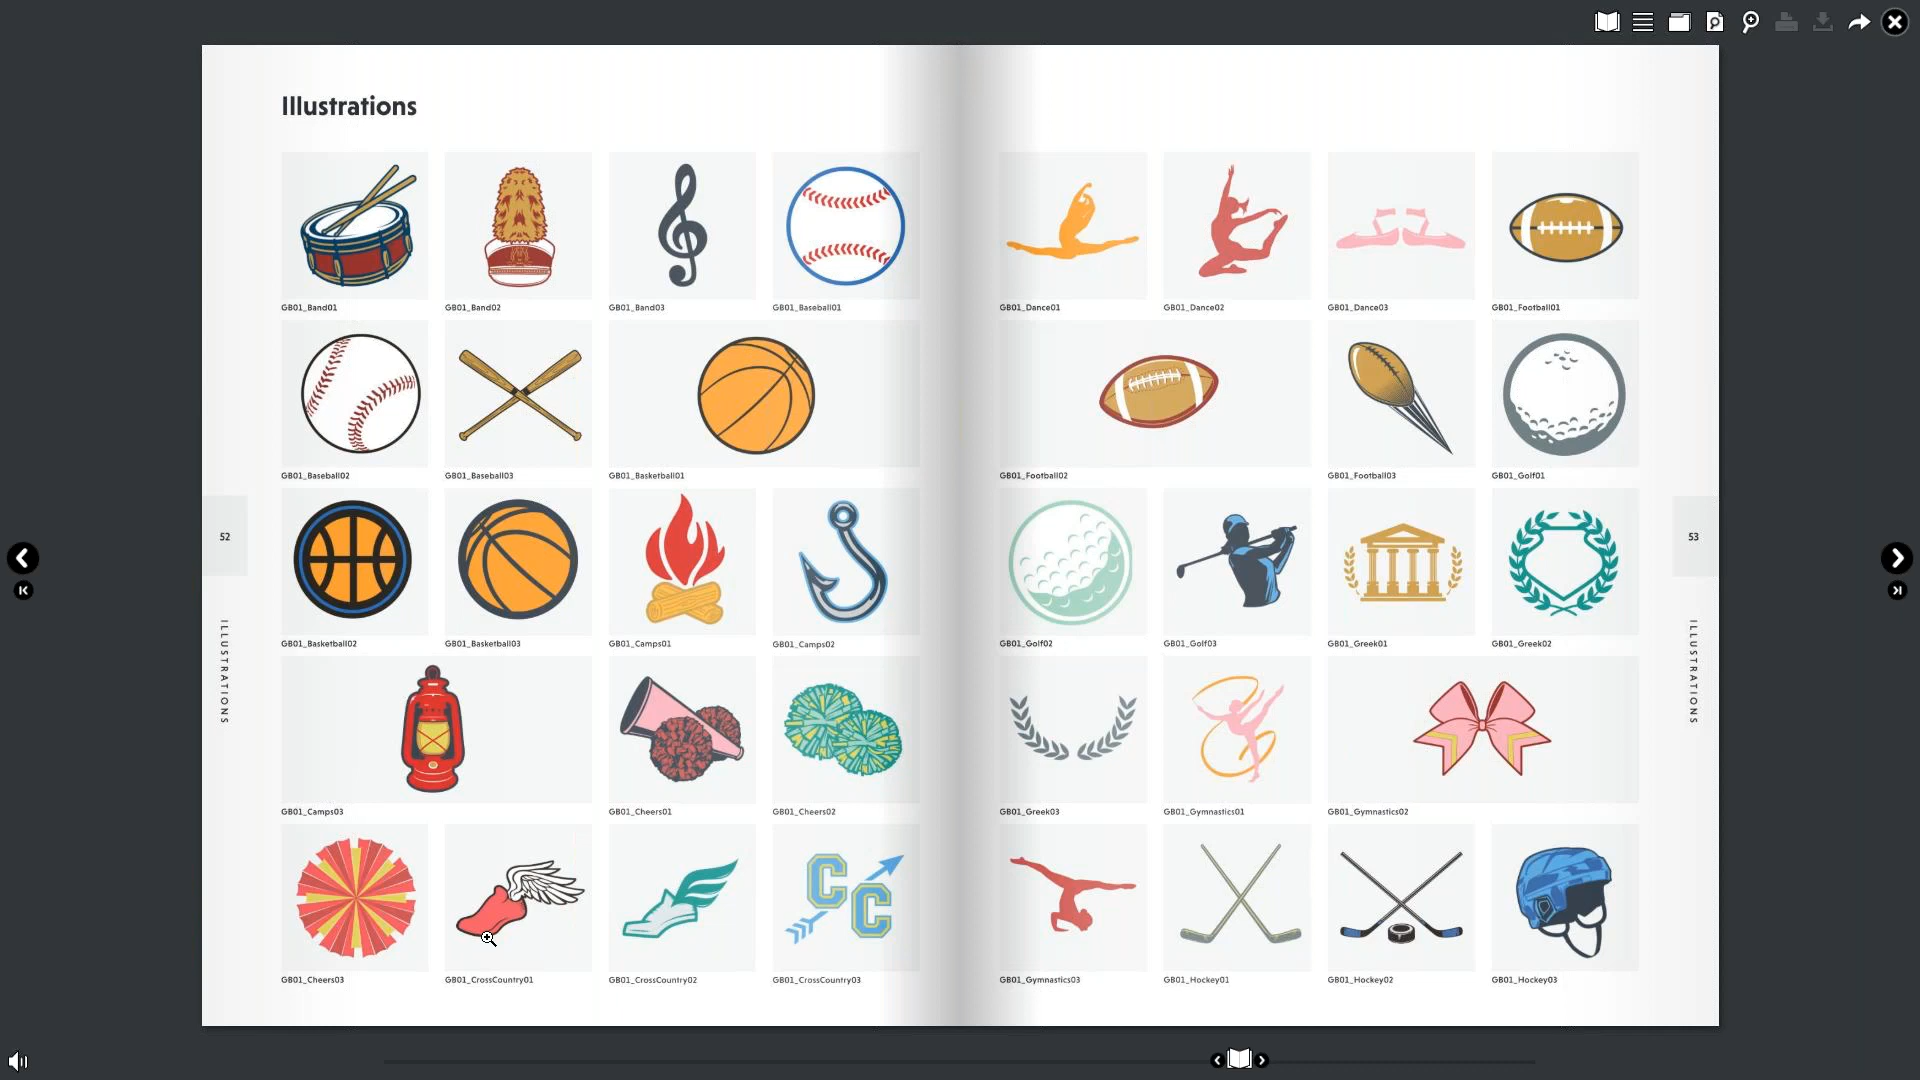 Illustrations
GB01_Band01
GB01_Band02
GB01_Band03
GB01_Baseball01
GB01_Baseball02
GB01_Baseball03
GB01_Basketball01
52
GB01_Basketball02
GB01_Basketball03
GB01_Camps01
GB01_Camps02
ILLUSTRATIONS
GB01_Camps03
GB01_Cheers01
GB01_Cheers02
C
C
GB01_Cheers03
GB01_CrossCountry01
GB01_CrossCountry02
GB01_CrossCountry03
GB01_Dance01
GB01_Dance02
GB01_Dance03
GB01_Football01
GB01_Football02
GB01_Football03
GB01_Golf01
53
GB01_Golf02
GB01_Golf03
GB01_Greek01
GB01_Greek02
ILLUSTRATIONS
GB01_Greek03
GB01_Gymnastics01
GB01_Gymnastics02
GB01_Gymnastics03
GB01_Hockey01
GB01_Hockey02
GB01_Hockey03